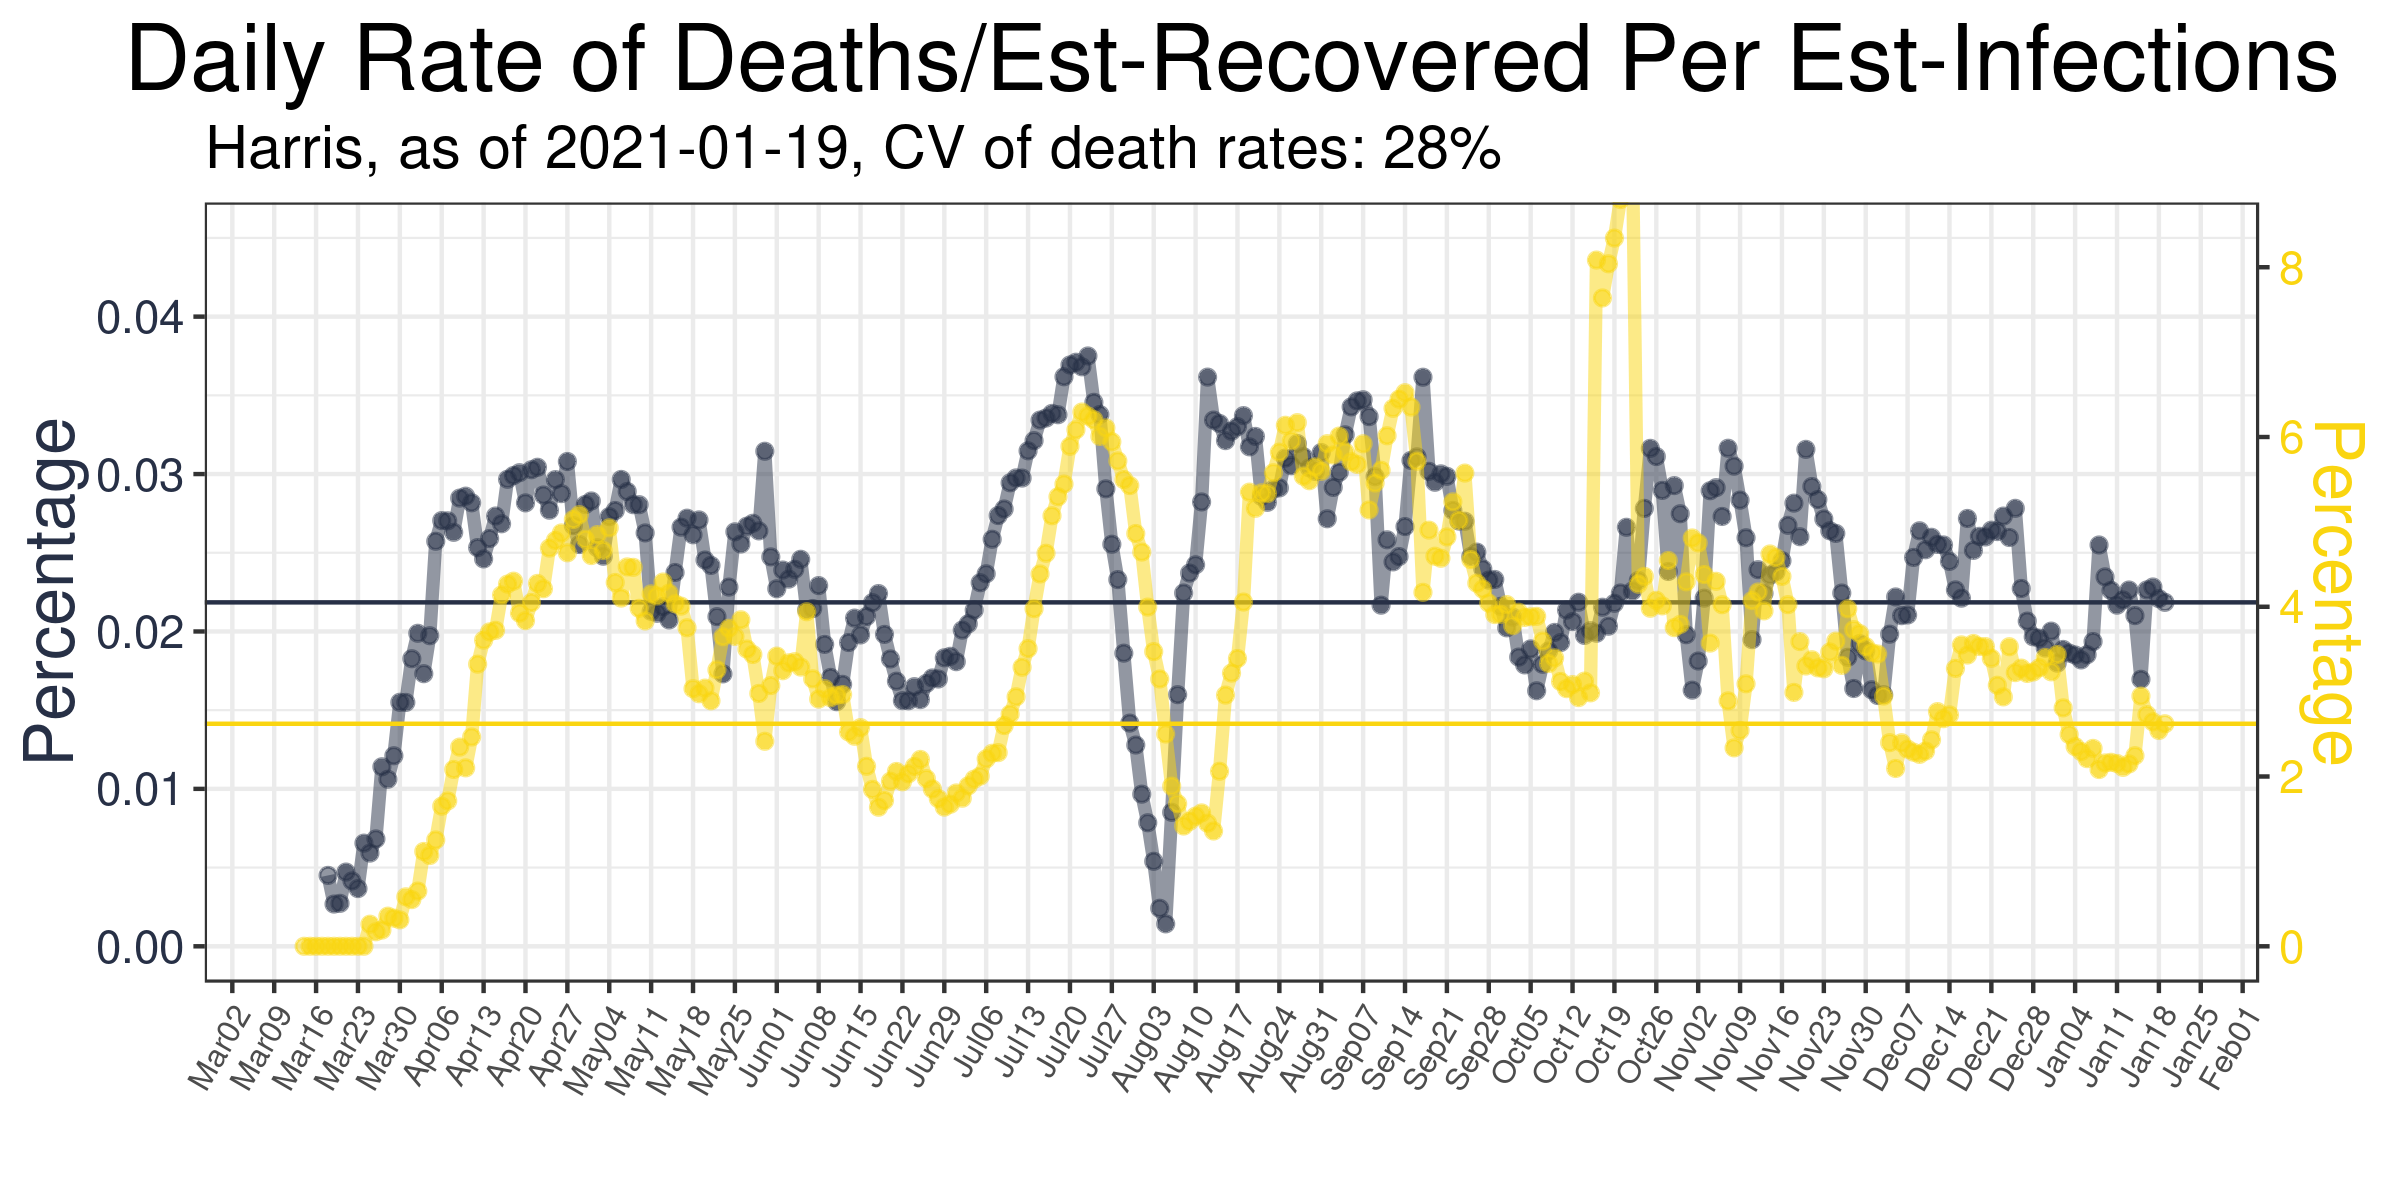 Daily Rate of Deaths/Est-Recovered Per Est-Infections
Harris, as of 2021-01-19, CV of death rates: 28%
Percentage
0.04
0.03
0.02
0.01
0.00
8
6
4
2
0
Percentage
Mar02
Mar09
Mar16
Mar23
Mar30
Apr06
Apr13
Apr20
Apr27
May04
May11
May18
May25
Jun01
Jun08
Jun15
Jun22
Jun29
Jul06
Jul13
Jul20
Jul27
Aug03
Aug10
Aug17
Aug24
Aug31
Sep07
Sep14
Sep21
Sep28
Oct05
Oct12
Oct19
Oct26
Nov02
Nov09
Nov16
Nov23
Nov30
Dec07
Dec14
Dec21
Dec28
Jan04
Jan11
Jan18
Jan25
Feb01